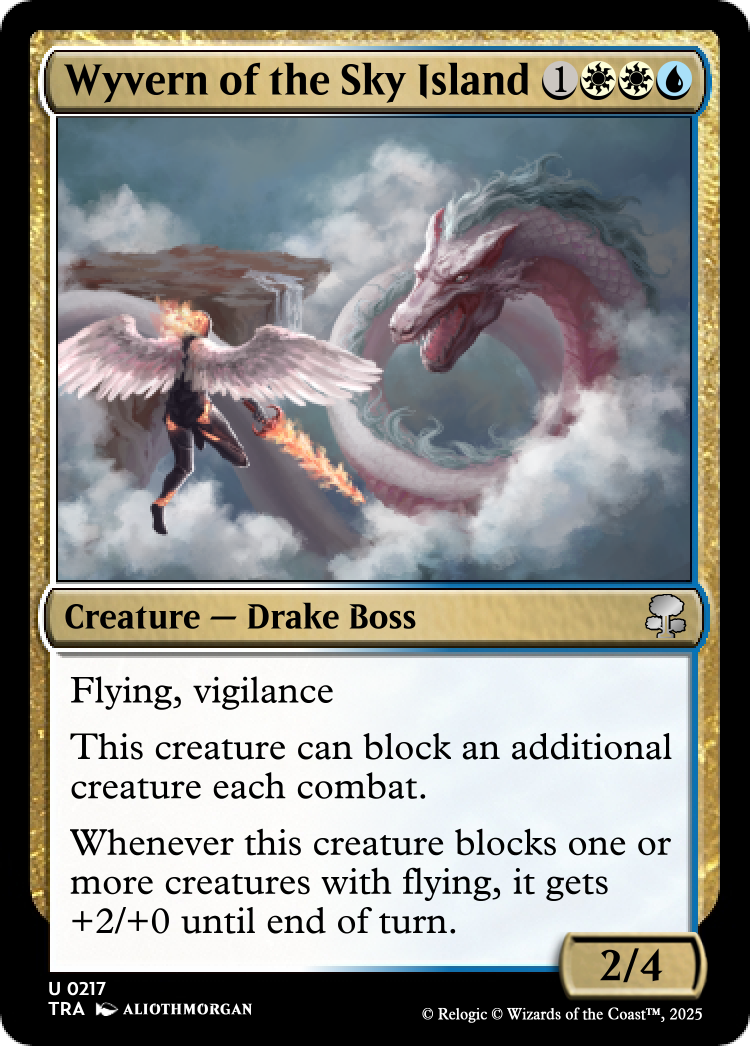 Wyvern of the Sky Island 1
Creature — Drake Boss
Flying, vigilance
This creature can block an additional
creature each combat.
Whenever this creature blocks one or
more creatures with flying, it gets
+2/+0 until end of turn.
2/4
U 0217
TRA ALIOTHMORGAN
© Relogic © Wizards of the Coast™, 2025